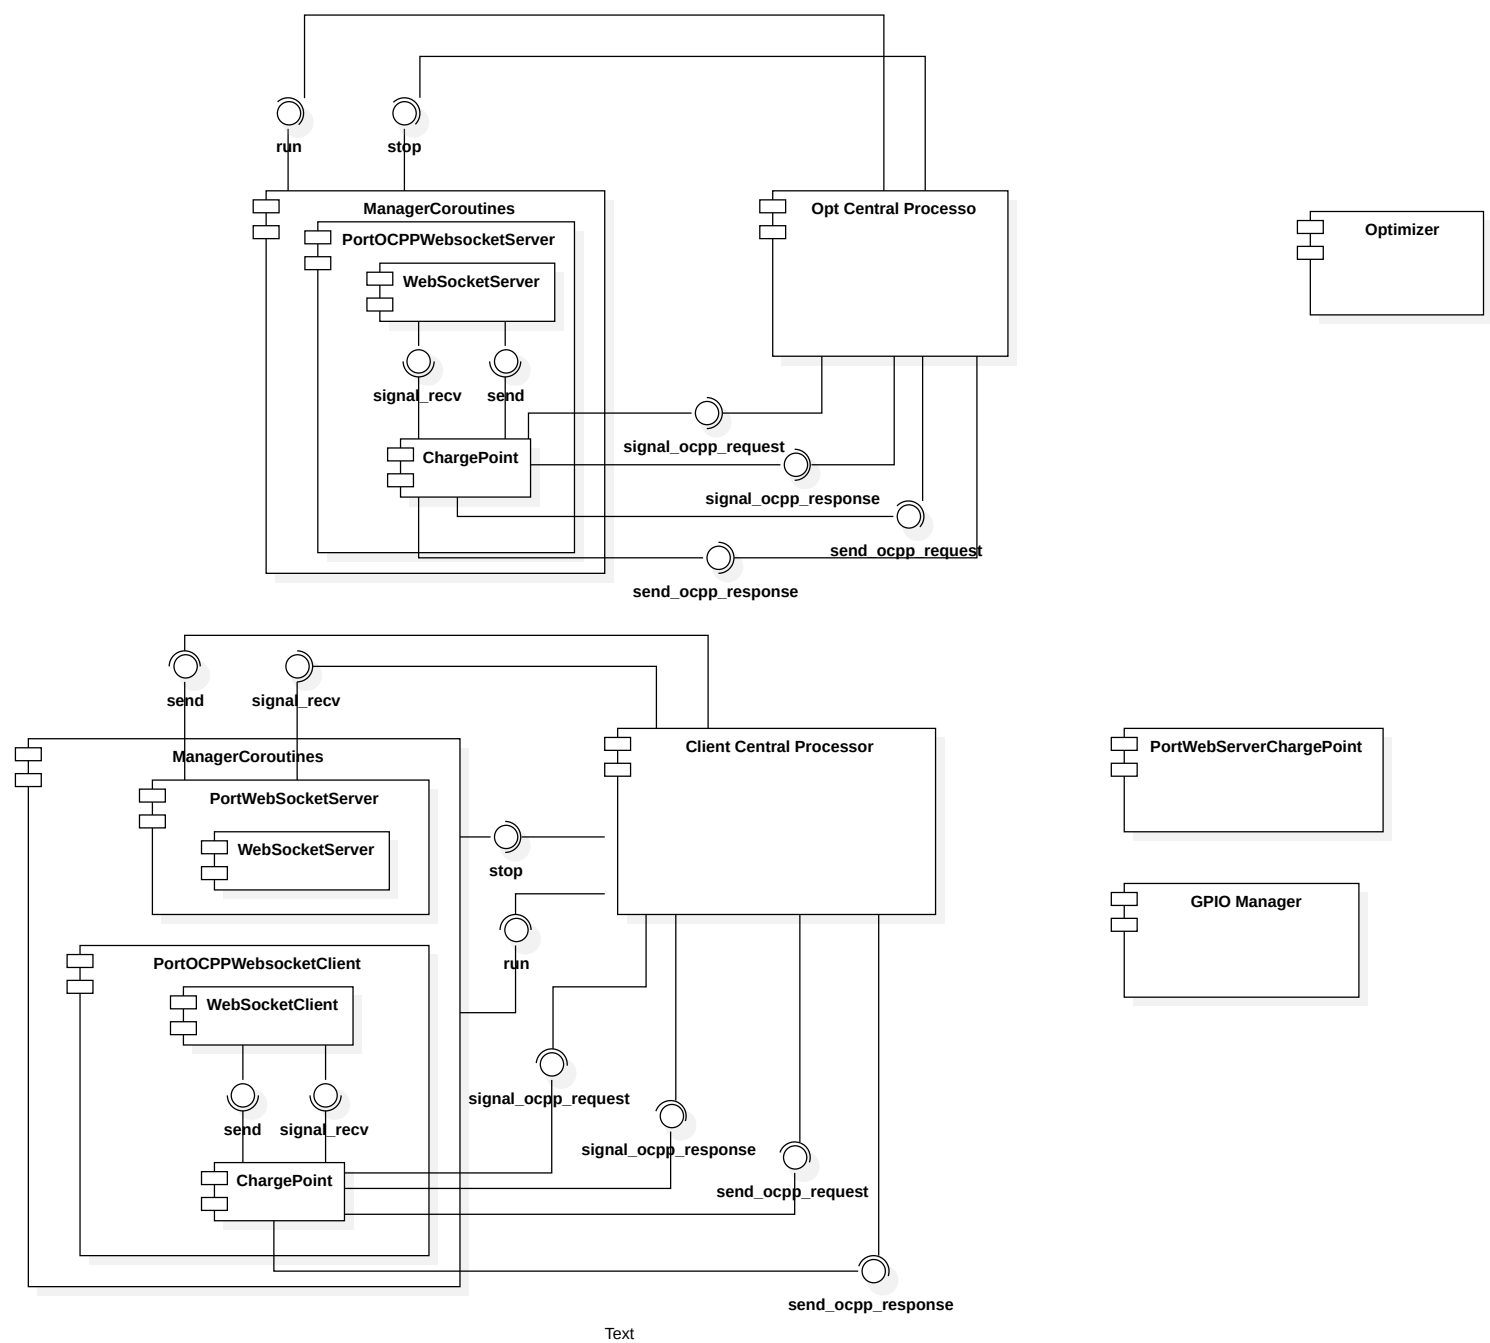 run
stop
ManagerCoroutines
Opt Central Processo
Optimizer
PortOCPPWebsocketServer
WebSocketServer
signal_recv
send
signal_ocpp_request
ChargePoint
signal_ocpp_response
send_ocpp_request
send_ocpp_response
send
signal_recv
ManagerCoroutines
Client Central Processor
PortWebServerChargePoint
PortWebSocketServer
WebSocketServer
stop
GPIO Manager
run
PortOCPPWebsocketClient
WebSocketClient
signal_ocpp_request
send
signal_recv
signal_ocpp_response
ChargePoint
send_ocpp_request
send_ocpp_response
Text